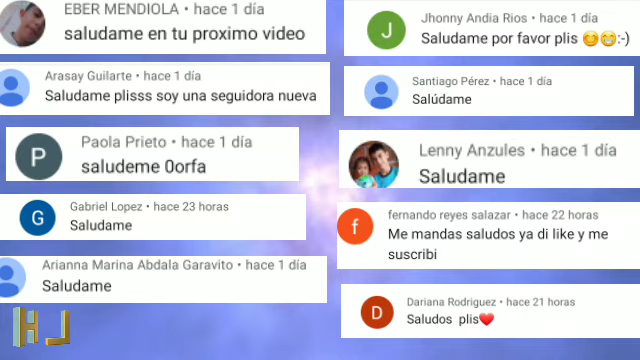 EBER MENDIOLA • hace 1 día
saludame en tu proximo video
Arasay Guilarte • hace 1 día
Saludame plisss soy una seguidora nueva
P
Paola Prieto • hace 1 día
saludeme 0orfa
G
Gabriel Lopez • hace 23 horas
Saludame
Arianna Marina Abdala Garavito • hace 1 día
Saludame
HJ
J
Jhonny Andia Rios • hace 1 día
Saludame por favor plis 😊😁:-)
Santiago Pérez • hace 1 día
Salúdame
Lenny Anzules • hace 1 día
Saludame
f
fernando reyes salazar • hace 22 horas
Me mandas saludos ya di like y me
suscribi
D
Dariana Rodriguez • hace 21 horas
Saludos plis❤️